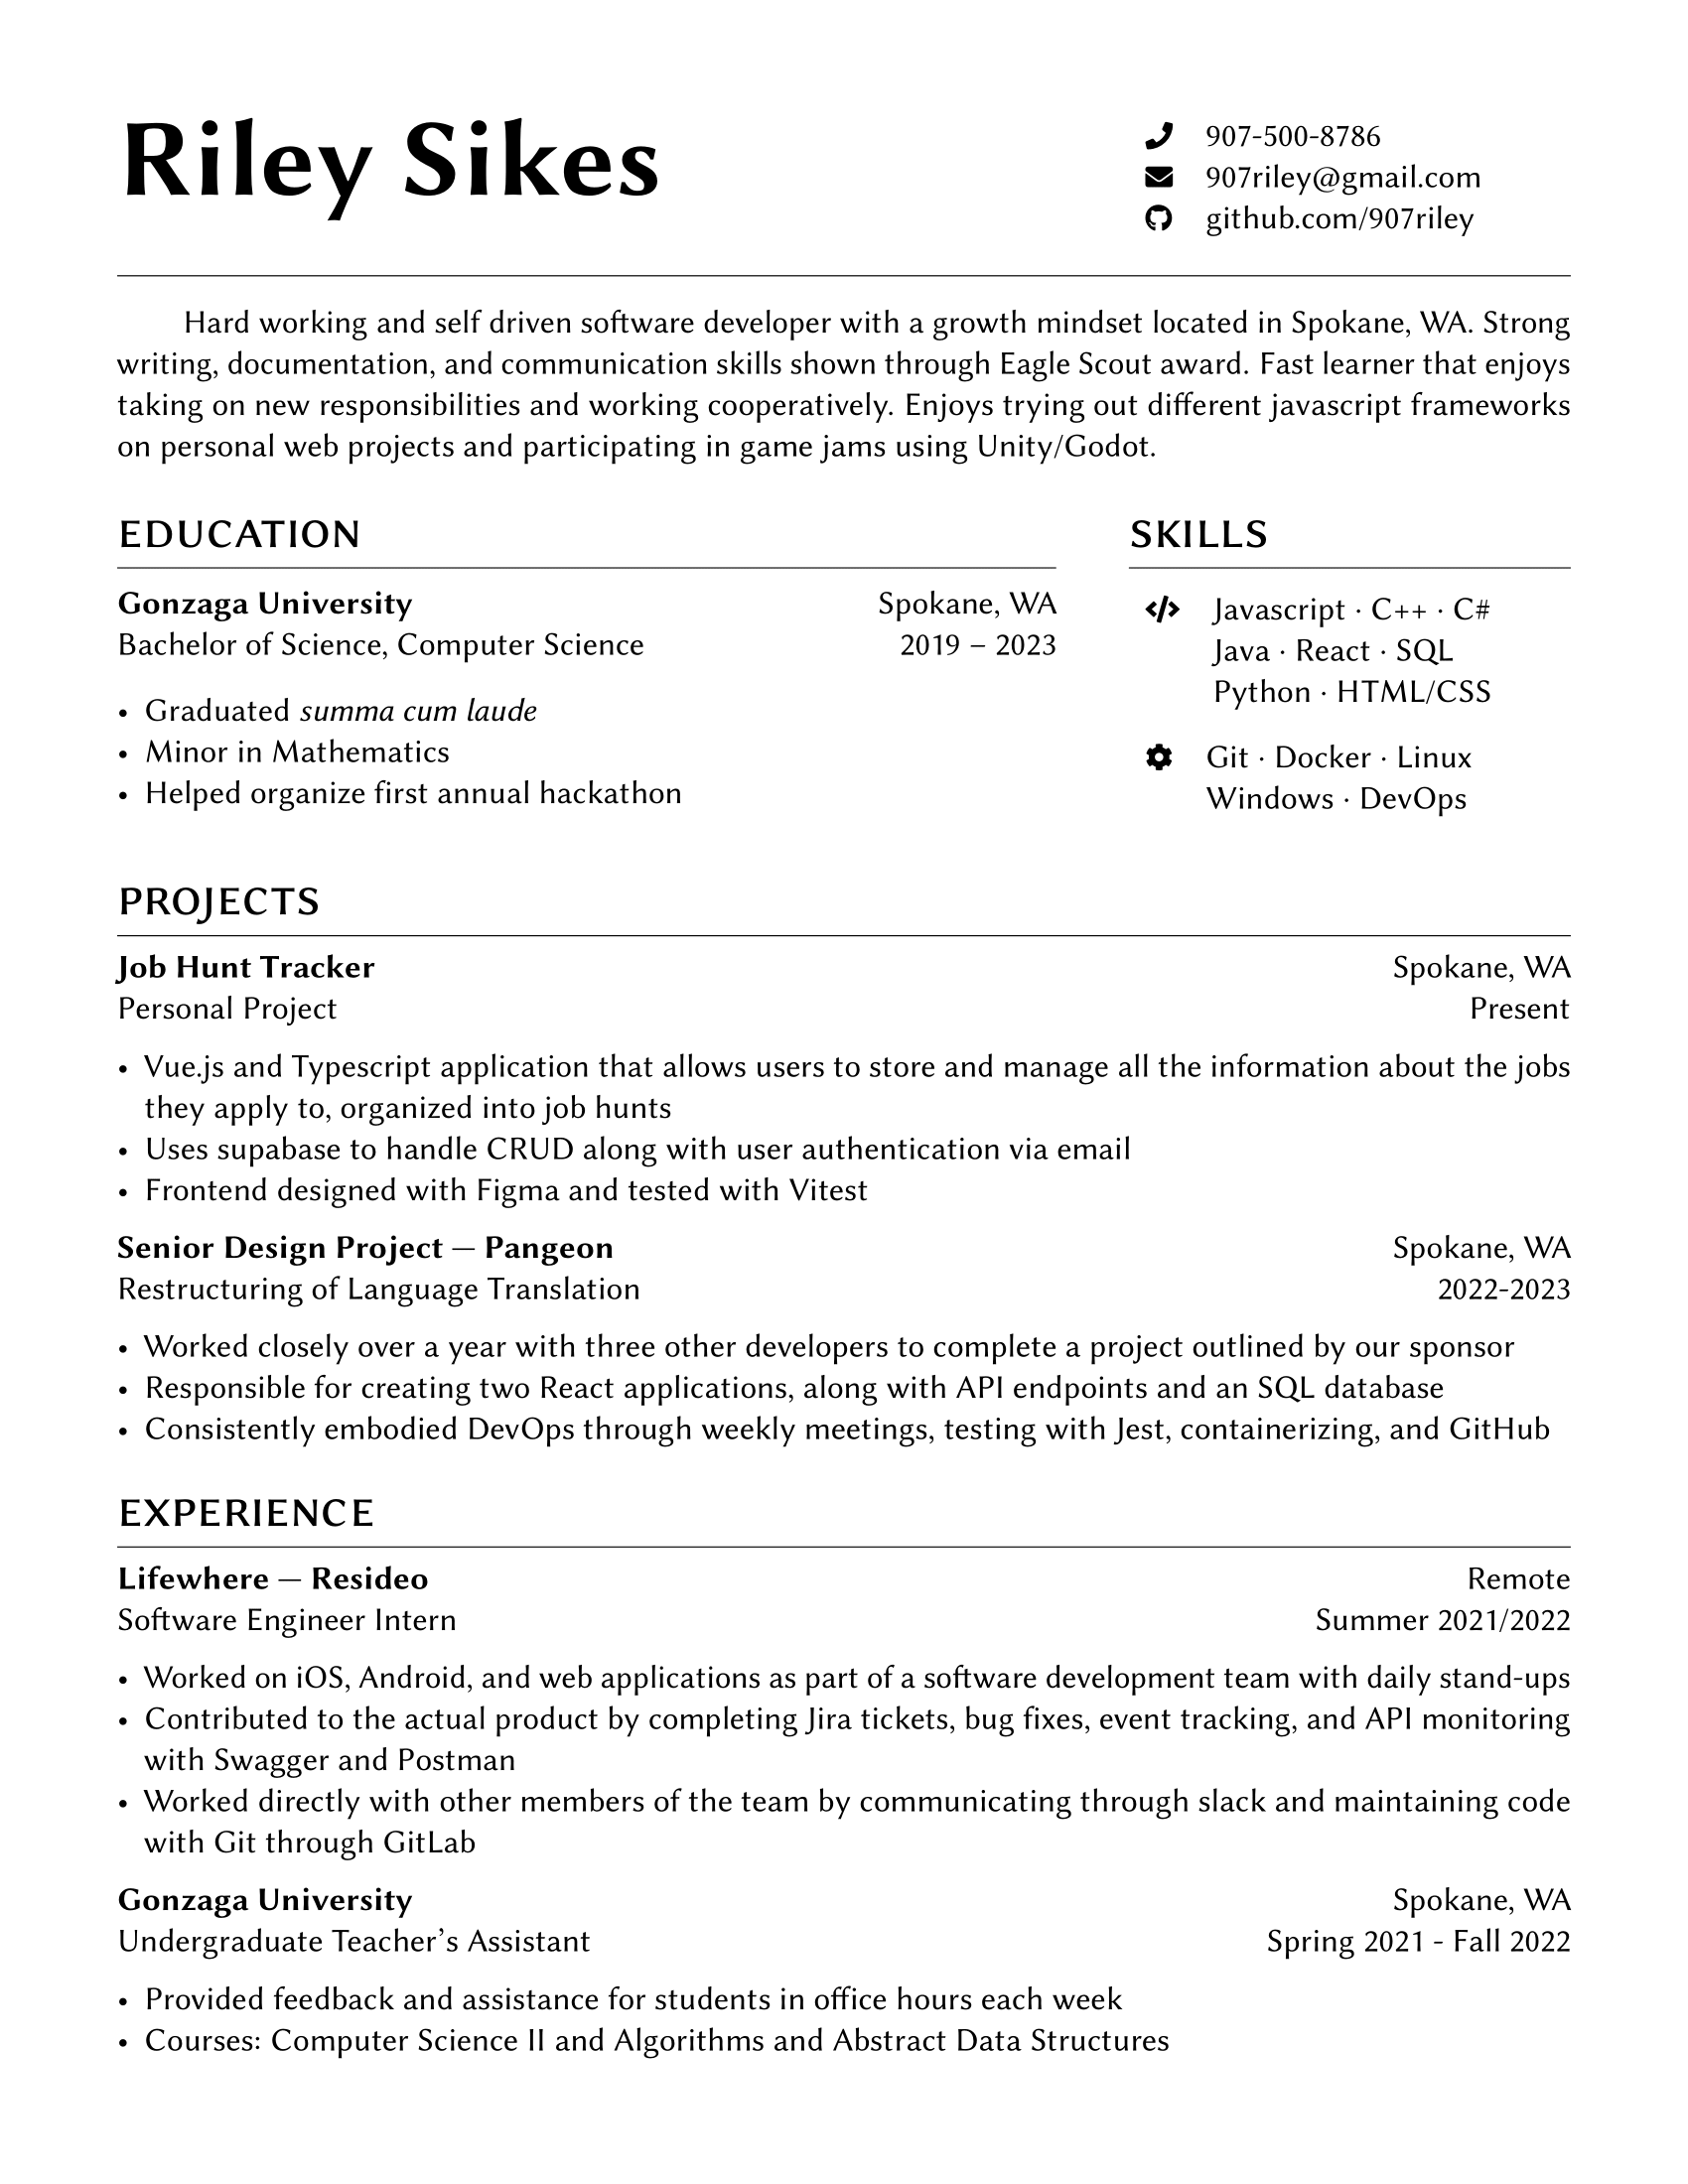 Riley Sikes
907-500-8786
907riley@gmail.com
github.com/907riley
Hard working and self driven software developer with a growth mindset located in Spokane, WA. Strong
writing, documentation, and communication skills shown through Eagle Scout award. Fast learner that enjoys
taking on new responsibilities and working cooperatively. Enjoys trying out different javascript frameworks
on personal web projects and participating in game jams using Unity/Godot.
EDUCATION
Gonzaga University Spokane, WA
Bachelor of Science, Computer Science 2019 – 2023
• Graduated summa cum laude
• Minor in Mathematics
• Helped organize first annual hackathon
SKILLS
Javascript · C++ · C#
Java · React · SQL
Python · HTML/CSS
Git · Docker · Linux
Windows · DevOps
PROJECTS
Job Hunt Tracker Spokane, WA
Personal Project Present
• Vue.js and Typescript application that allows users to store and manage all the information about the jobs
they apply to, organized into job hunts
• Uses supabase to handle CRUD along with user authentication via email
• Frontend designed with Figma and tested with Vitest
Senior Design Project — Pangeon Spokane, WA
Restructuring of Language Translation 2022-2023
• Worked closely over a year with three other developers to complete a project outlined by our sponsor
• Responsible for creating two React applications, along with API endpoints and an SQL database
• Consistently embodied DevOps through weekly meetings, testing with Jest, containerizing, and GitHub
EXPERIENCE
Lifewhere — Resideo Remote
Software Engineer Intern Summer 2021/2022
• Worked on iOS, Android, and web applications as part of a software development team with daily stand-ups
• Contributed to the actual product by completing Jira tickets, bug fixes, event tracking, and API monitoring
with Swagger and Postman
• Worked directly with other members of the team by communicating through slack and maintaining code
with Git through GitLab
Gonzaga University Spokane, WA
Undergraduate Teacher’s Assistant Spring 2021 - Fall 2022
• Provided feedback and assistance for students in office hours each week
• Courses: Computer Science II and Algorithms and Abstract Data Structures